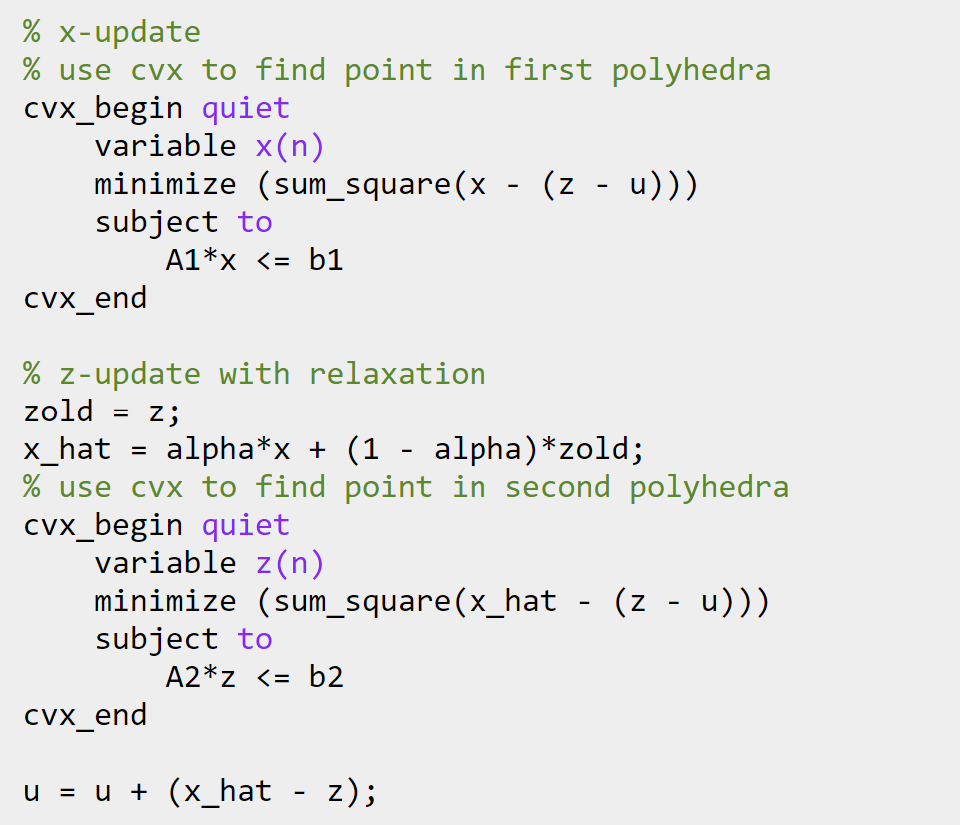 % x-update
% use cvx to find point in first polyhedra
cvx_begin quiet
    variable x(n)
    minimize (sum_square(x - (z - u)))
    subject to
        A1*x <= b1
cvx_end

% z-update with relaxation
zold = z;
x_hat = alpha*x + (1 - alpha)*zold;
% use cvx to find point in second polyhedra
cvx_begin quiet
    variable z(n)
    minimize (sum_square(x_hat - (z - u)))
    subject to
        A2*z <= b2
cvx_end

u = u + (x_hat - z);